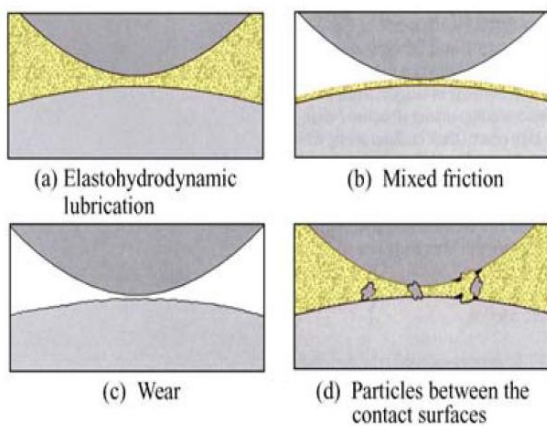 (a) Elastohydrodynamic
lubrication
(b) Mixed friction
(c) Wear
(d) Particles between the
contact surfaces